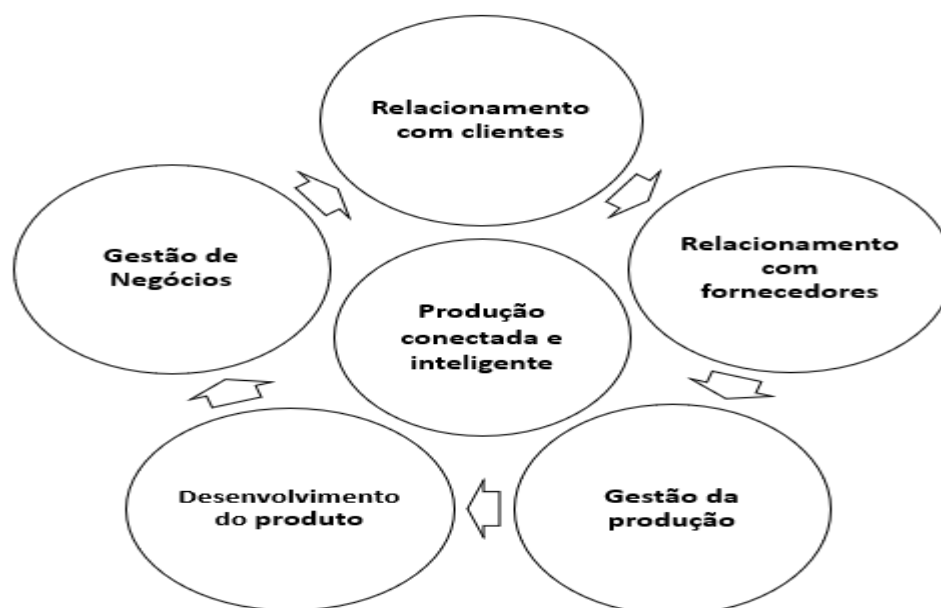 Relacionamento
com clientes
Relacionamento
com
fornecedores
Gestão de
Negócios
Produção
conectada e
inteligente
Desenvolvimento
do produto
Gestão da
produção